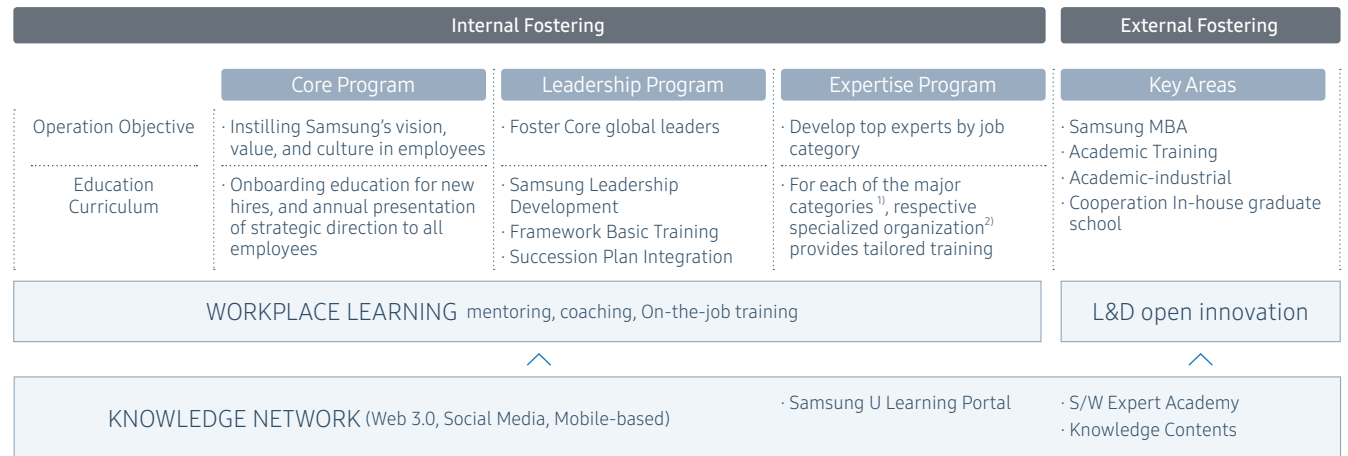 Internal Fostering
External Fostering
Core Program
Leadership Program
Expertise Program
Key Areas
Operation Objective
· Instilling Samsung's vision,
value, and culture in employees
· Foster Core global leaders
· Develop top experts by job
category
· Samsung MBA
· Academic Training
· Academic-industrial
· Cooperation In-house graduate
school
Education
Curriculum
· Onboarding education for new
hires, and annual presentation
of strategic direction to all
employees
· Samsung Leadership
Development
· Framework Basic Training
· Succession Plan Integration
· For each of the major
categories 1), respective
specialized organization2)
provides tailored training
WORKPLACE LEARNING mentoring, coaching, On-the-job training
L&D open innovation
KNOWLEDGE NETWORK (Web 3.0, Social Media, Mobile-based)
· Samsung U Learning Portal
· S/W Expert Academy
· Knowledge Contents